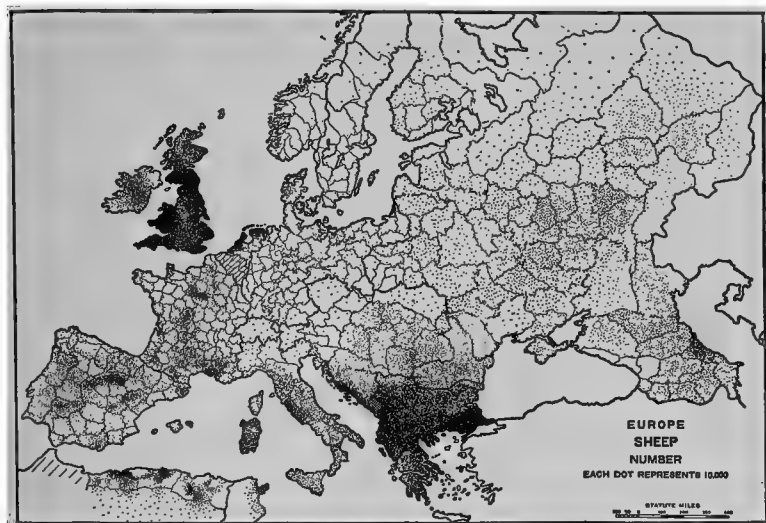 EUROPE
SHEEP
NUMBER
EACH DOT REPRESENTS 10,000
STATUTE MILES